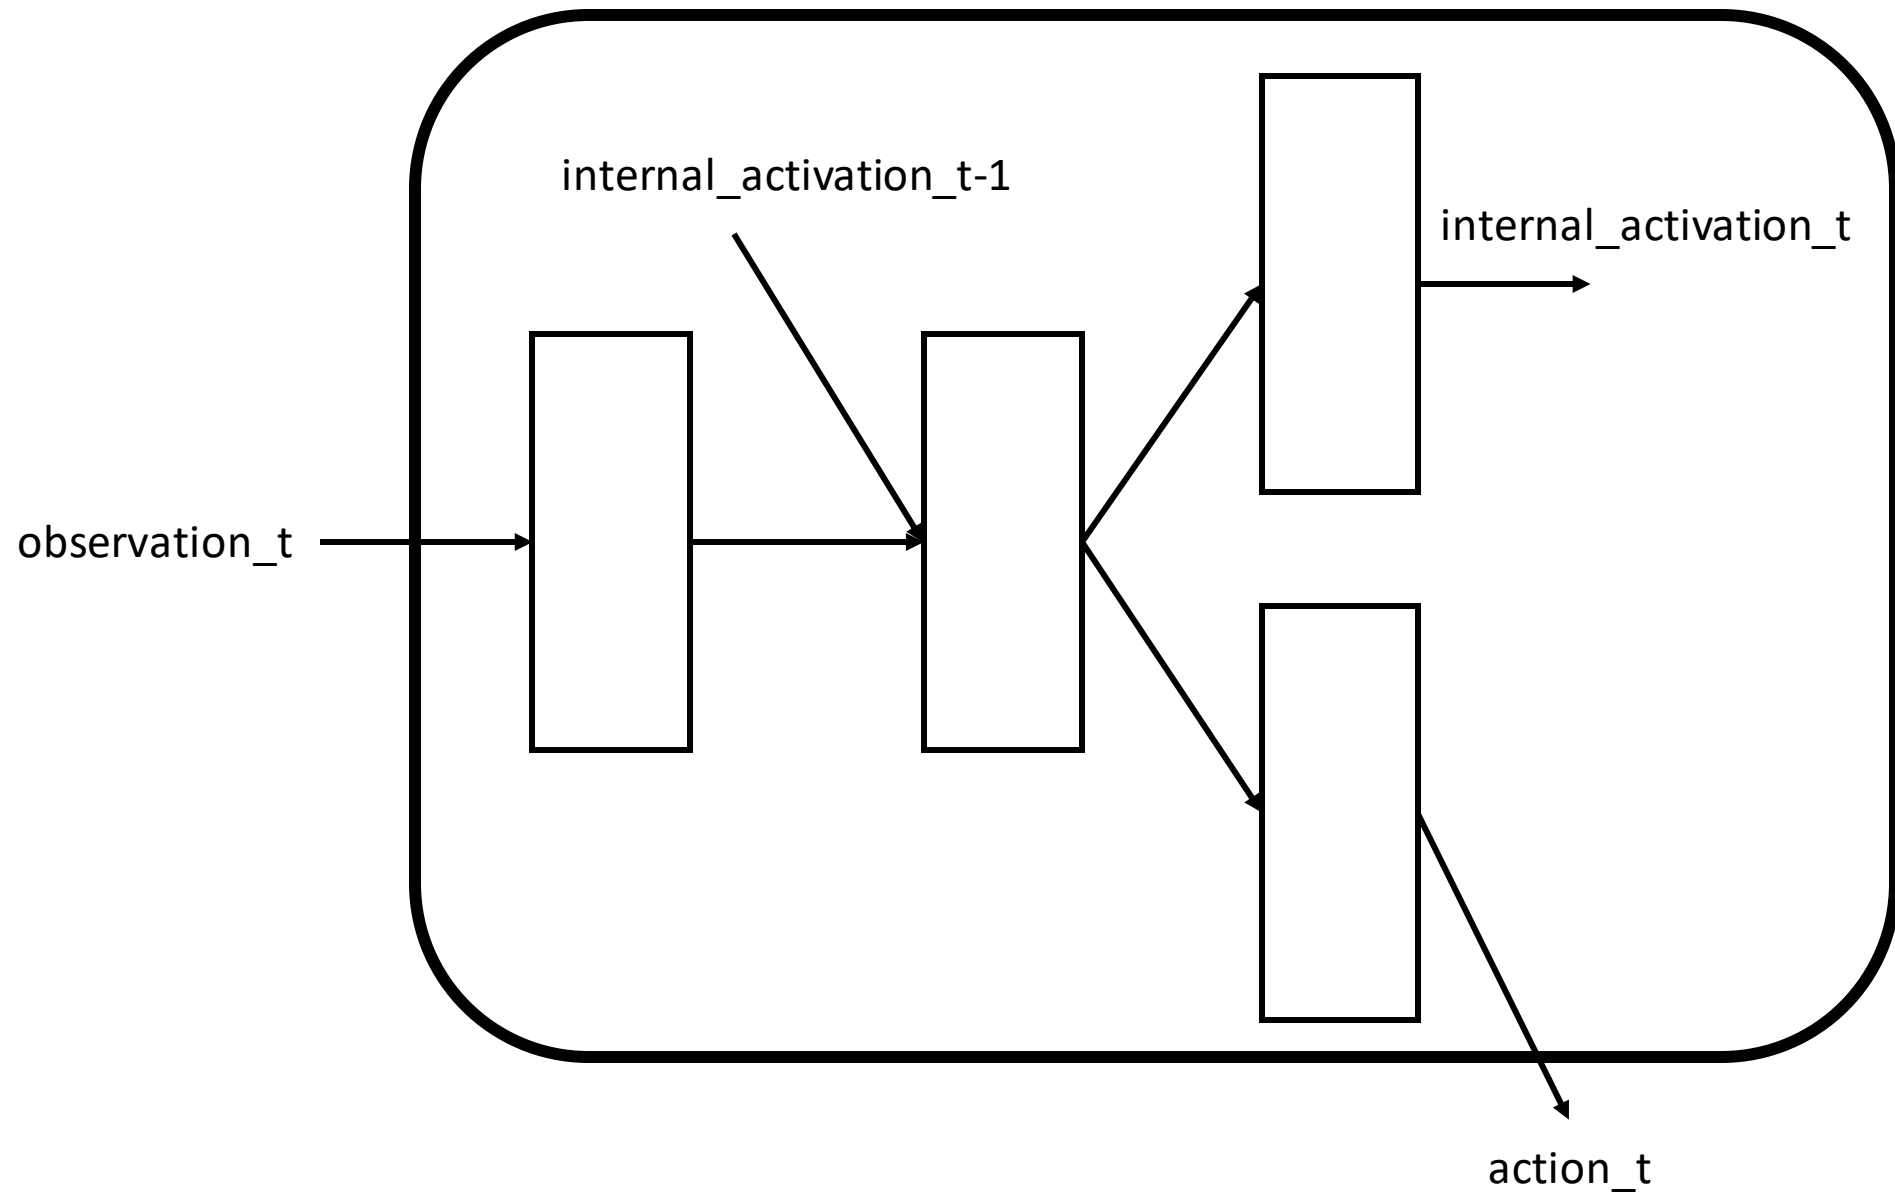 internal_activation_t-1
internal_activation_t
observation_t
action_t